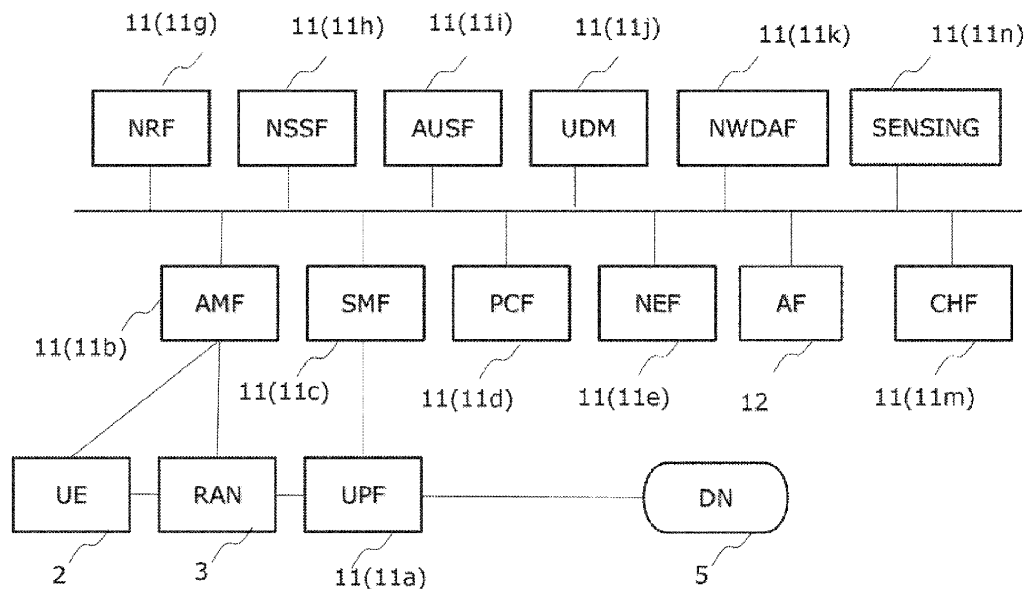 11(11g) 11(11h) 11(11i) 11(11j) 11(11k) 11(11n)
NRF NSSF AUSF UDM NWDAF SENSING
AMF SMF PCF NEF AF CHF
11(11b) 11(11c) 11(11d) 11(11e) 12 11(11m)
UE RAN UPF DN
2 3 11(11a) 5